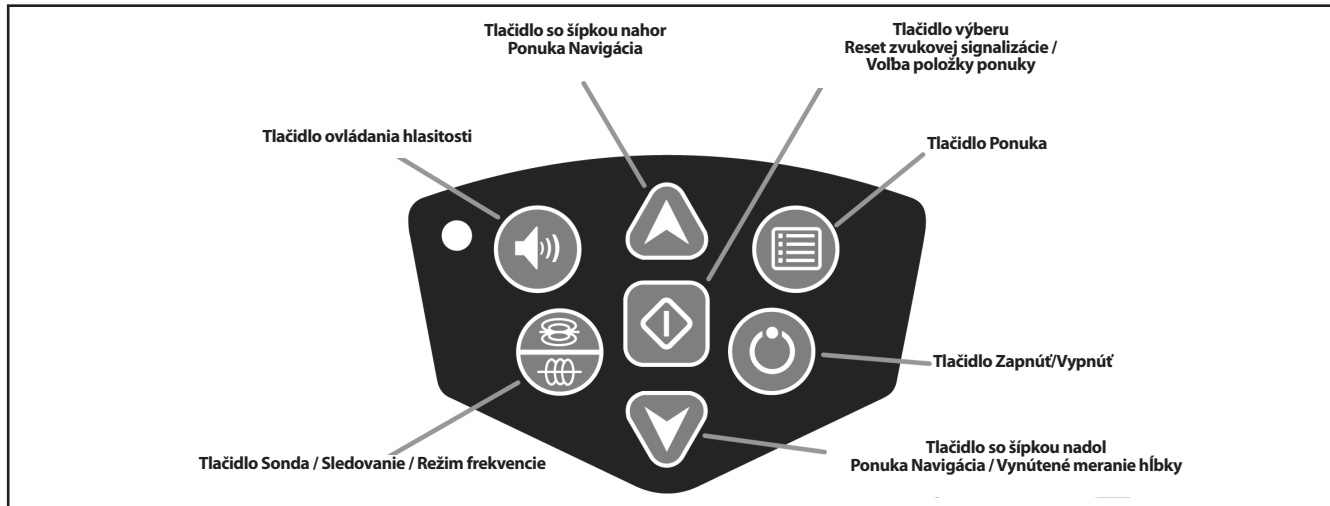 Tlačidlo so šípkou nahor
Ponuka Navigácia
Tlačidlo výberu
Reset zvukovej signalizácie /
Voľba položky ponuky
Tlačidlo ovládania hlasitosti
Tlačidlo Ponuka
Tlačidlo Zapnúť/Vypnúť
Tlačidlo Sonda / Sledovanie / Režim frekvencie
Tlačidlo so šípkou nadol
Ponuka Navigácia / Vynútené meranie hĺbky